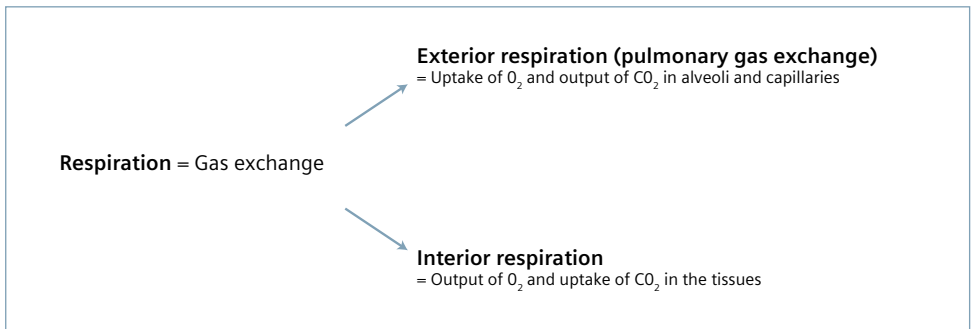 Exterior respiration (pulmonary gas exchange)
= Uptake of 0₂ and output of C0₂ in alveoli and capillaries
Respiration = Gas exchange
Interior respiration
= Output of 0₂ and uptake of C0₂ in the tissues